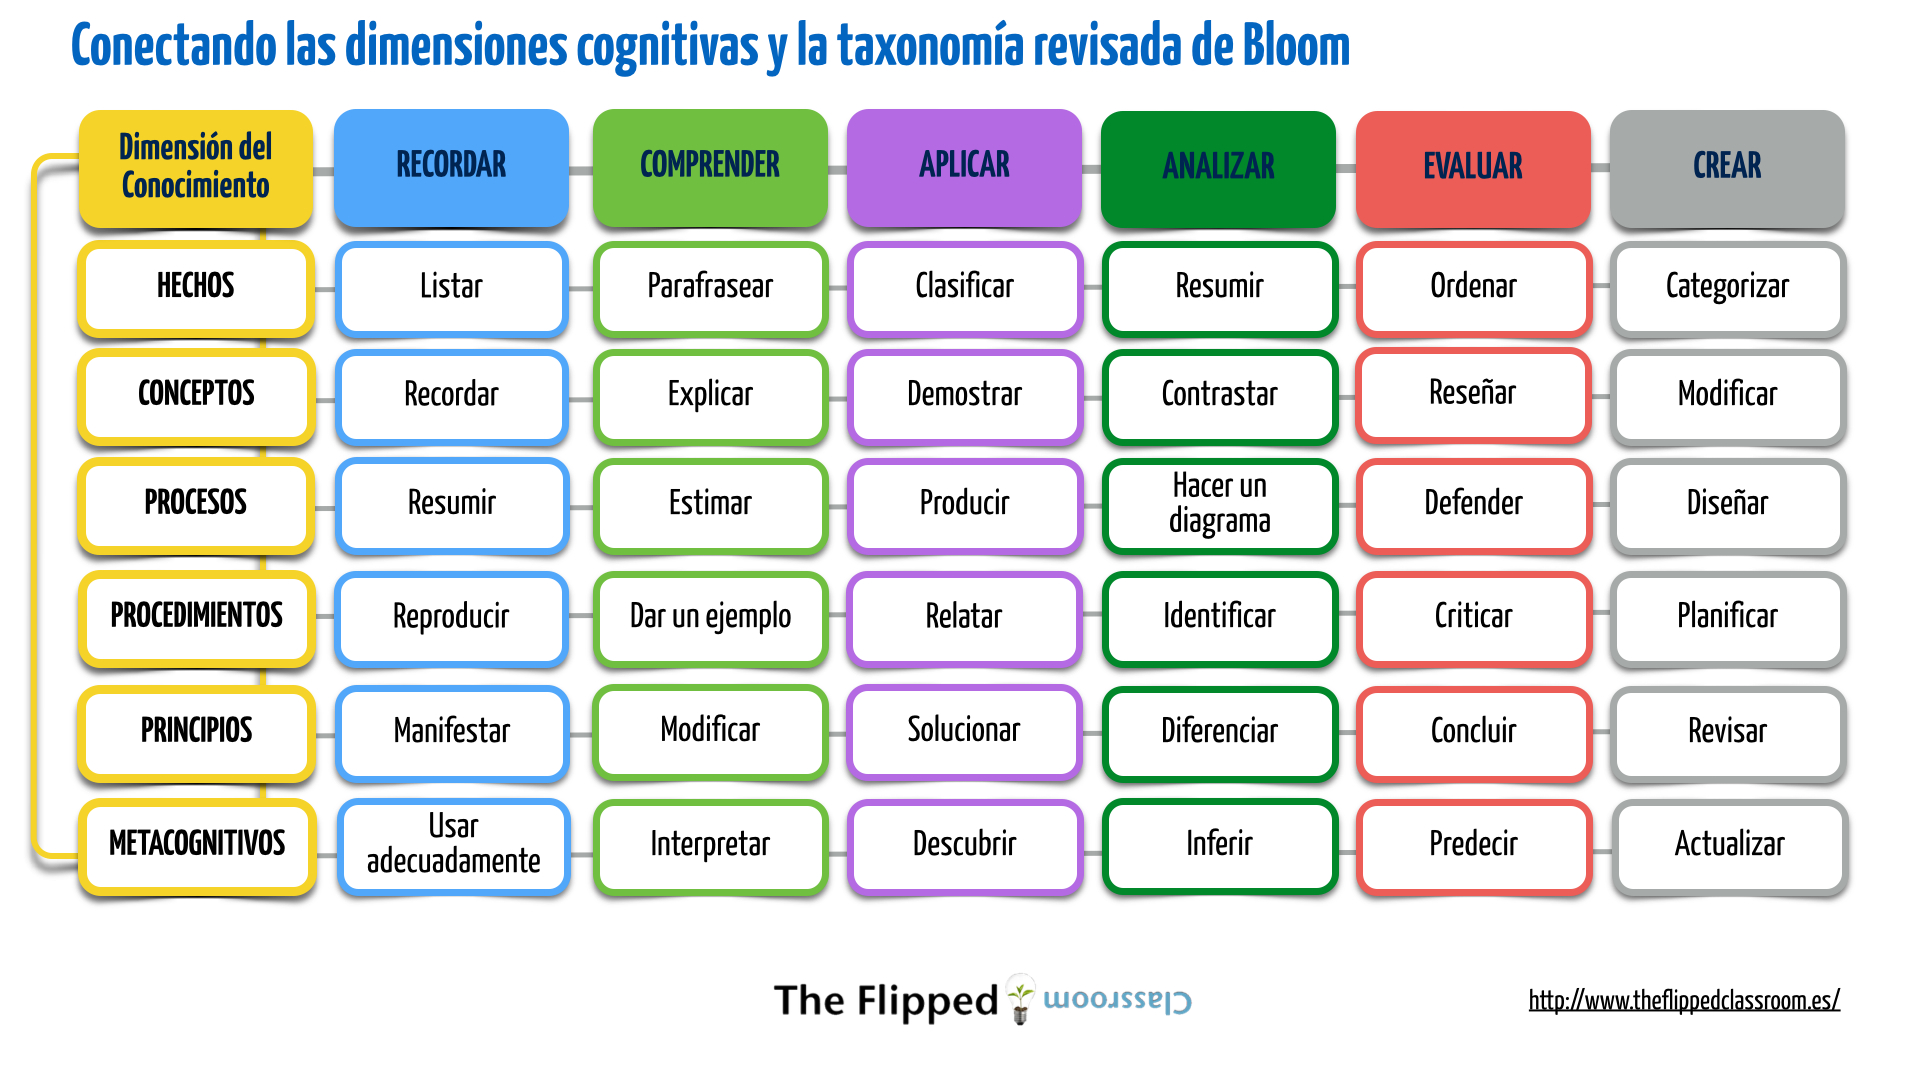 Conectando las dimensiones cognitivas y la taxonomía revisada de Bloom
Dimensión del
Conocimiento
RECORDAR
COMPRENDER
APLICAR
ANALIZAR
EVALUAR
CREAR
HECHOS
Listar
Parafrasear
Clasificar
Resumir
Ordenar
Categorizar
CONCEPTOS
Recordar
Explicar
Demostrar
Contrastar
Reseñar
Modificar
PROCESOS
Resumir
Estimar
Producir
Hacer un
diagrama
Defender
Diseñar
PROCEDIMIENTOS
Reproducir
Dar un ejemplo
Relatar
Identificar
Criticar
Planificar
PRINCIPIOS
Manifestar
Modificar
Solucionar
Diferenciar
Concluir
Revisar
METACOGNITIVOS
Usar
adecuadamente
Interpretar
Descubrir
Inferir
Predecir
Actualizar
The Flipped Classroom
http://www.theflippedclassroom.es/